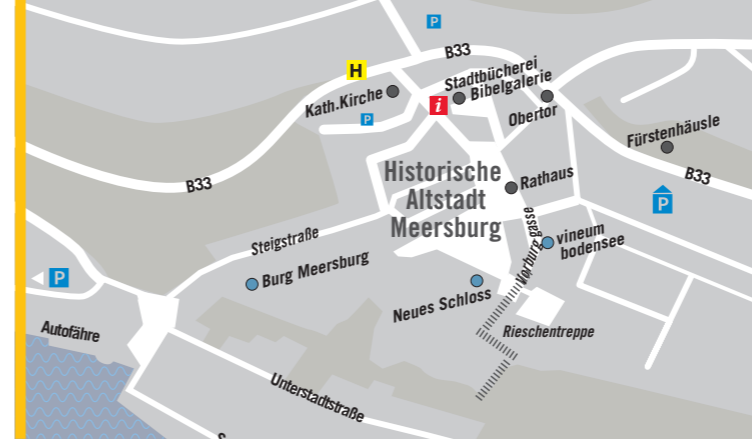 P
B33
H
Stadtbücherei
Bibelgalerie
Kath.Kirche
i
P
Obertor
Fürstenhäusle
Historische
Altstadt
Meersburg
Rathaus
B33
B33
P
Vorburggasse
vineum
bodensee
Steigstraße
Burg Meersburg
P
Neues Schloss
Rieschentreppe
Autofähre
Unterstadtstraße